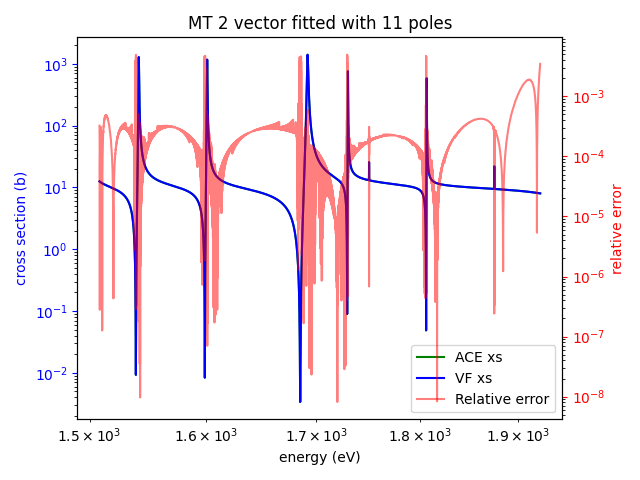 MT 2 vector fitted with 11 poles
cross section (b)
10³
10²
10¹
10⁰
10⁻¹
10⁻²
10⁻³
10⁻⁴
10⁻⁵
10⁻⁶
10⁻⁷
10⁻⁸
relative error
ACE xs
VF xs
Relative error
1.5 × 10³ 1.6 × 10³ 1.7 × 10³ 1.8 × 10³ 1.9 × 10³
energy (eV)